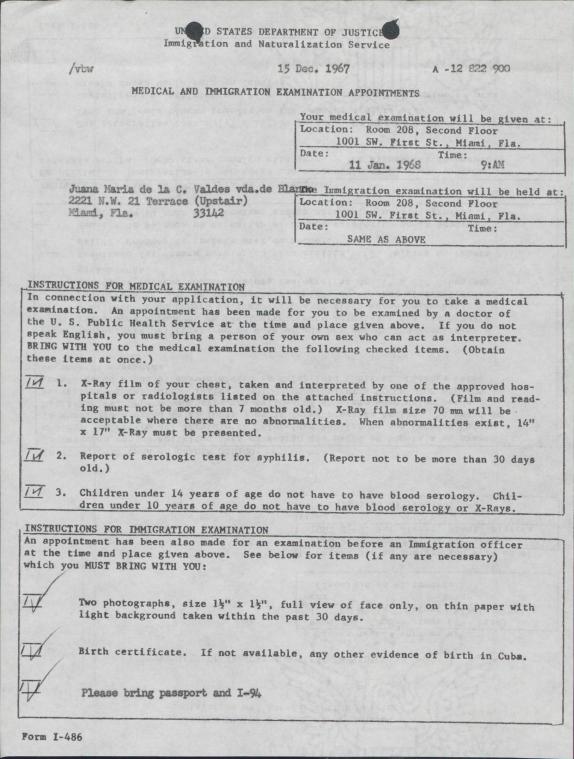 UNITED STATES DEPARTMENT OF JUSTICE
Immigration and Naturalization Service
/vbw 15 Dec. 1967 A -12 822 900
MEDICAL AND IMMIGRATION EXAMINATION APPOINTMENTS
Your medical examination will be given at:
Location: Room 208, Second Floor
1001 SW. First St., Miami, Fla.
Date: Time:
11 Jan. 1968 9:AM
Juana Maria de la C. Valdes vda.de
2221 N.W. 21 Terrace (Upstair)
Miami, Fla. 33142
The Immigration examination will be held at:
Location: Room 208, Second Floor
1001 SW. First St., Miami, Fla.
Date: Time:
SAME AS ABOVE
INSTRUCTIONS FOR MEDICAL EXAMINATION
In connection with your application, it will be necessary for you to take a medical
examination. An appointment has been made for you to be examined by a doctor of
the U. S. Public Health Service at the time and place given above. If you do not
speak English, you must bring a person of your own sex who can act as interpreter.
BRING WITH YOU to the medical examination the following checked items. (Obtain
these items at once.)
1. X-Ray film of your chest, taken and interpreted by one of the approved hos-
pitals or radiologists listed on the attached instructions. (Film and read-
ing must not be more than 7 months old.) X-Ray film size 70 mm will be
acceptable where there are no abnormalities. When abnormalities exist, 14"
x 17" X-Ray must be presented.
2. Report of serologic test for syphilis. (Report not to be more than 30 days
old.)
3. Children under 14 years of age do not have to have blood serology. Chil-
dren under 10 years of age do not have to have blood serology or X-Rays.
INSTRUCTIONS FOR IMMIGRATION EXAMINATION
An appointment has been also made for an examination before an Immigration officer
at the time and place given above. See below for items (if any are necessary)
which you MUST BRING WITH YOU:
Two photographs, size 1½" x 1½", full view of face only, on thin paper with
light background taken within the past 30 days.
Birth certificate. If not available, any other evidence of birth in Cuba.
Please bring passport and I-94
Form I-486